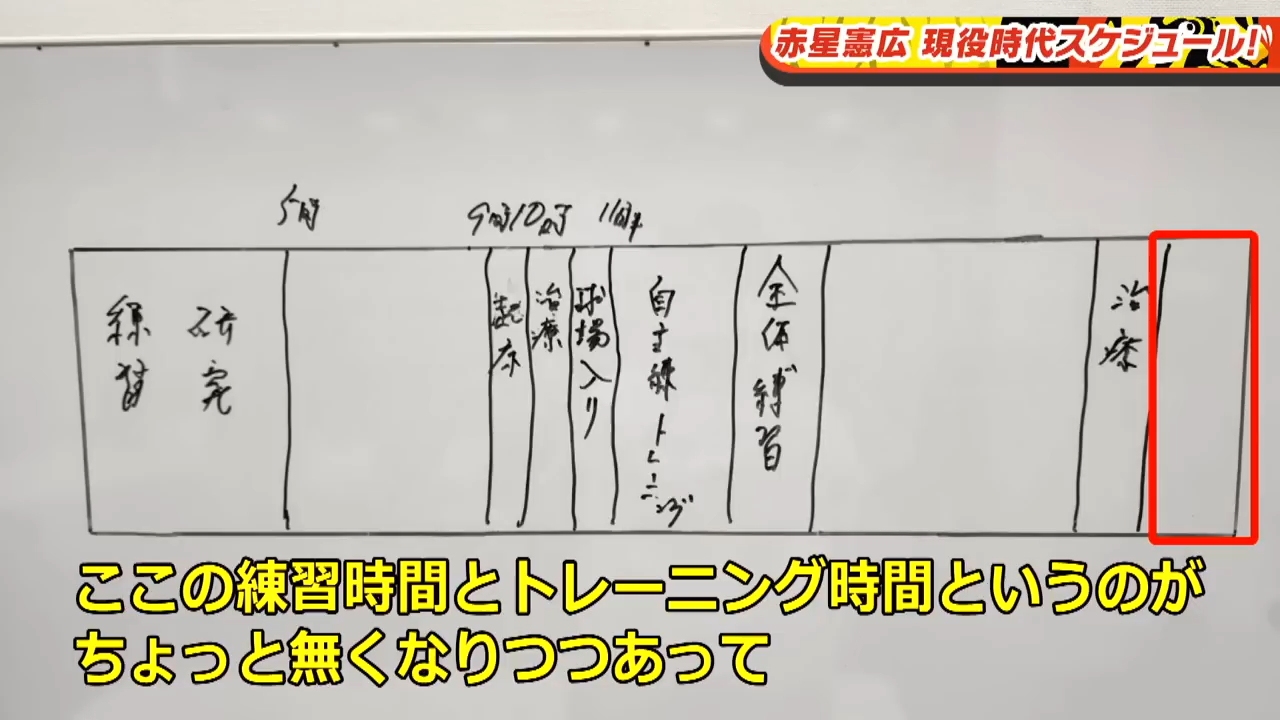 赤星憲広 現役時代スケジュール!
5時
9時
10時
11時半
練習
研究
起床
治療
球場入り
自主練トレーニング
全体練習
治療
ここの練習時間とトレーニング時間というのが
ちょっと無くなりつつあって